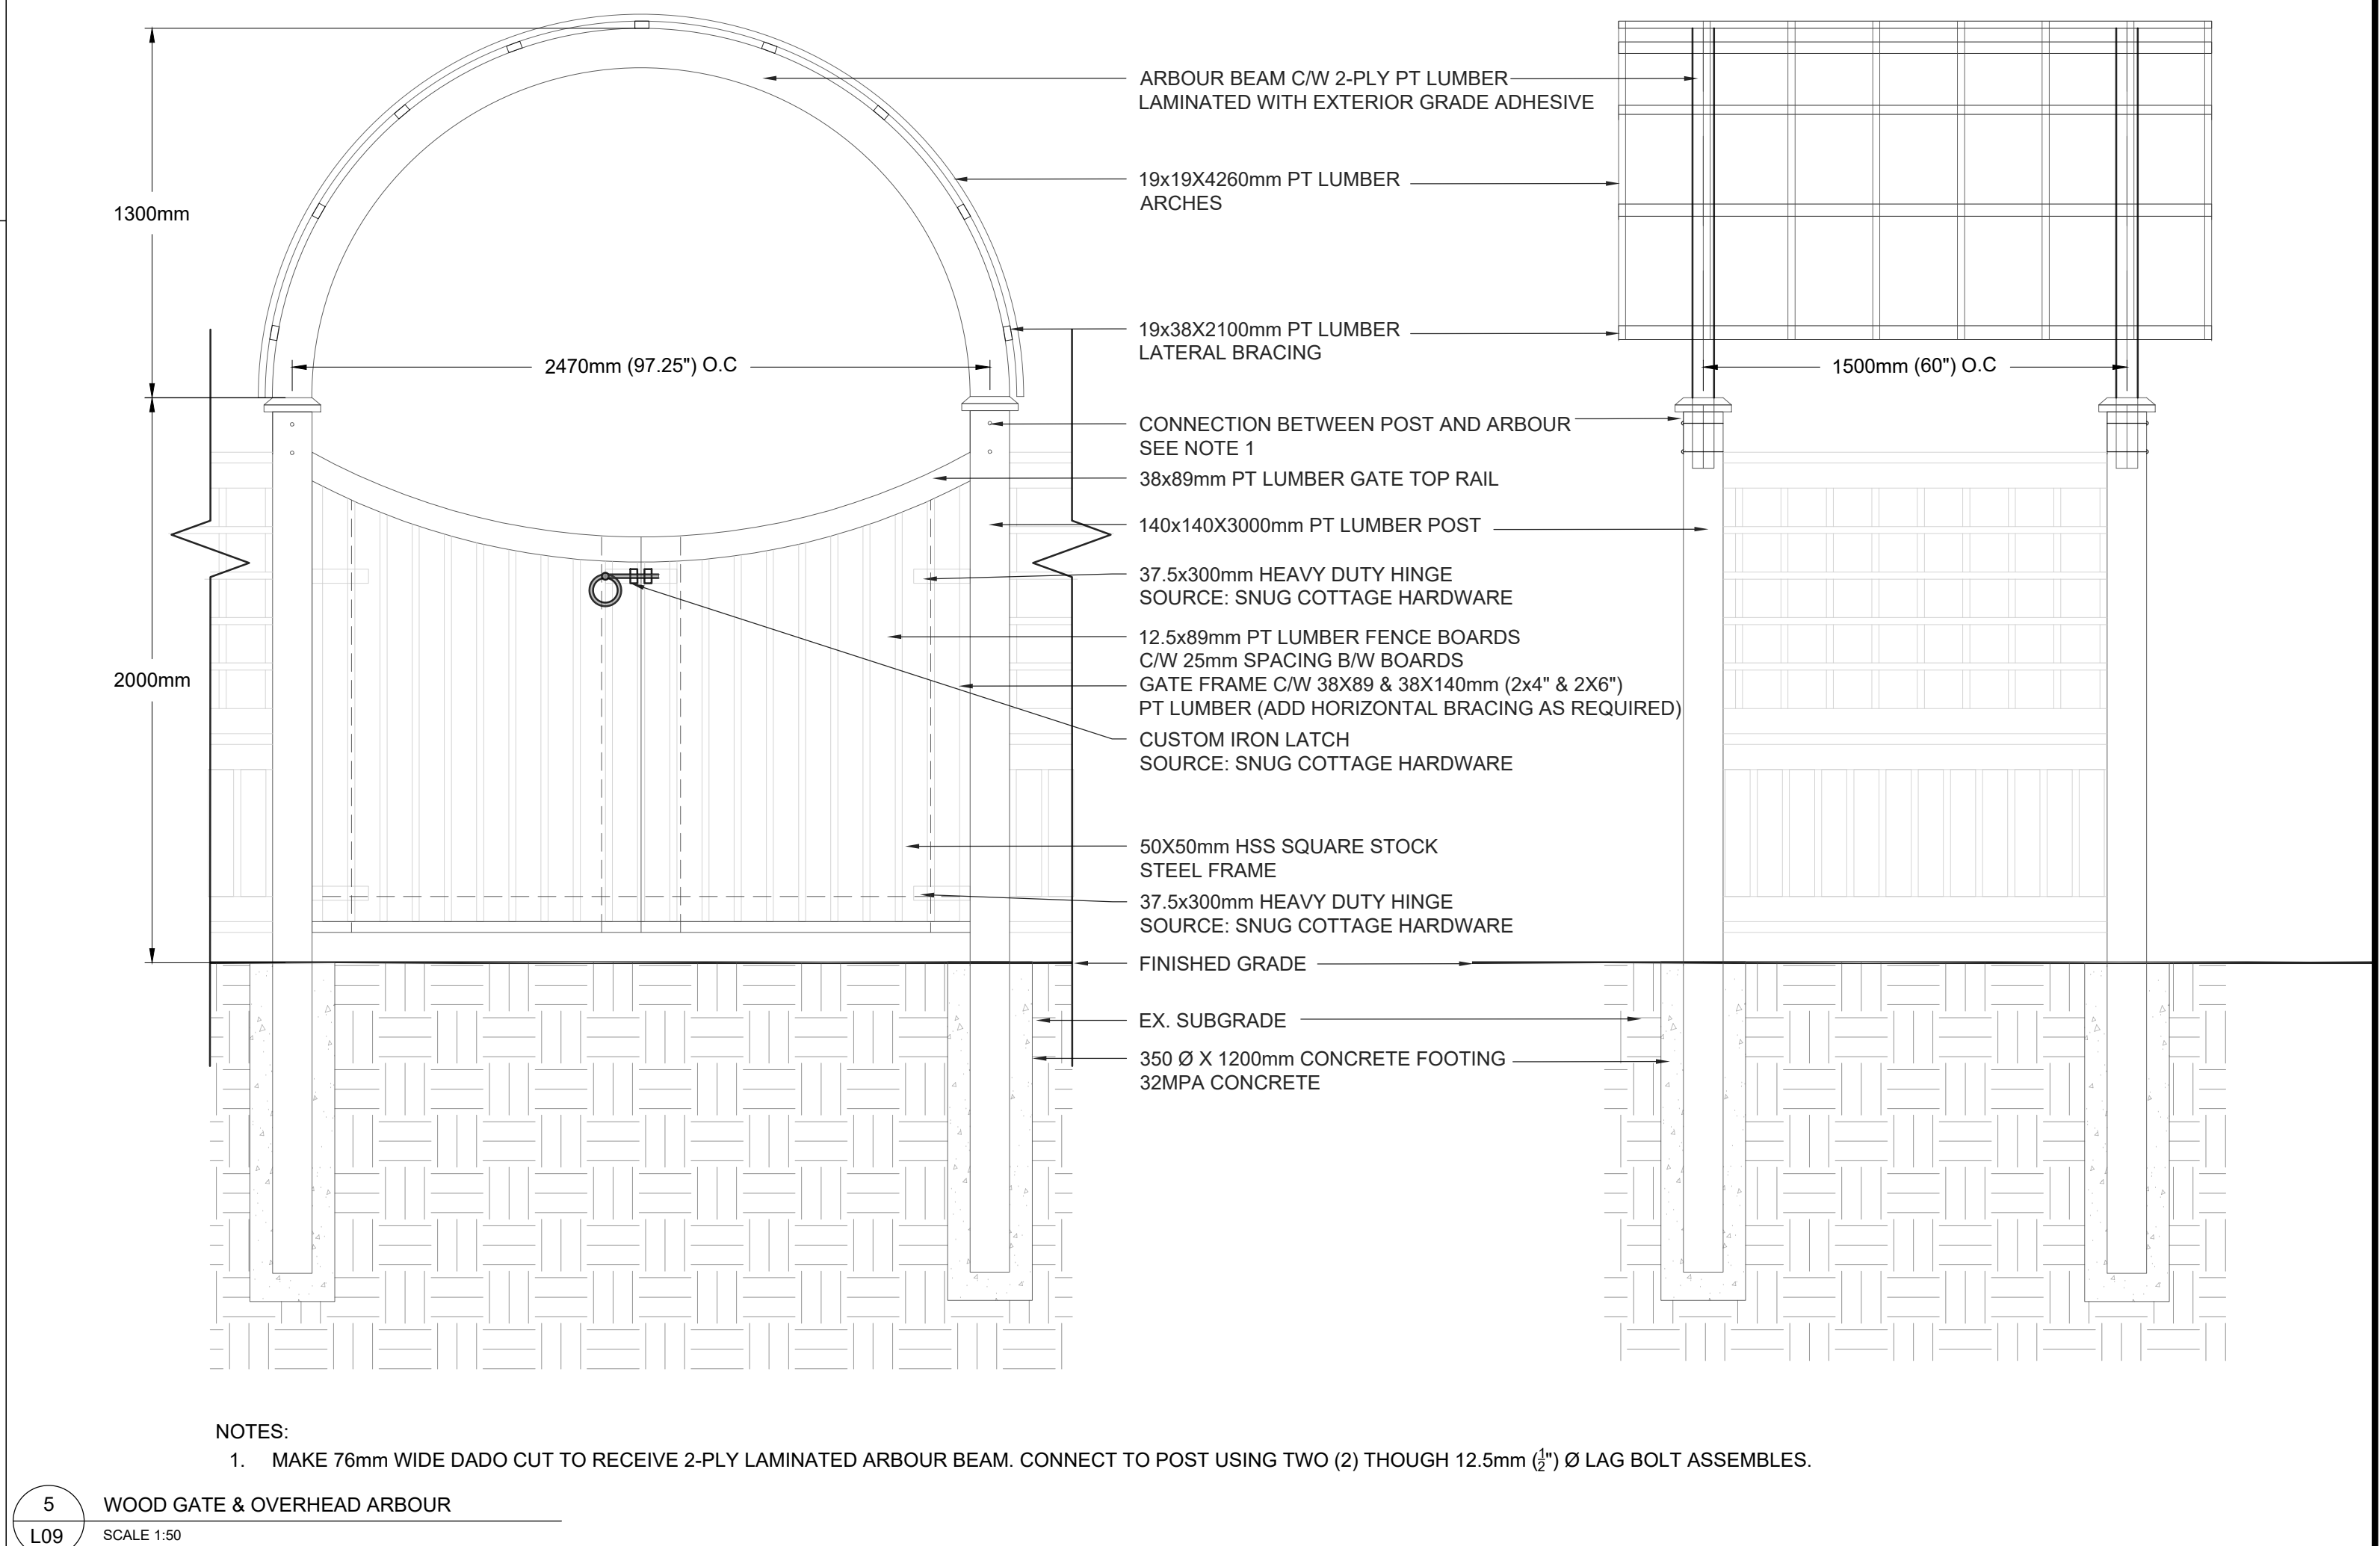 ARBOUR BEAM C/W 2-PLY PT LUMBER
LAMINATED WITH EXTERIOR GRADE ADHESIVE
19x19X4260mm PT LUMBER
ARCHES
1300mm
19x38X2100mm PT LUMBER
LATERAL BRACING
2470mm (97.25") O.C
1500mm (60") O.C
CONNECTION BETWEEN POST AND ARBOUR
SEE NOTE 1
38x89mm PT LUMBER GATE TOP RAIL
140x140X3000mm PT LUMBER POST
37.5x300mm HEAVY DUTY HINGE
SOURCE: SNUG COTTAGE HARDWARE
12.5x89mm PT LUMBER FENCE BOARDS
C/W 25mm SPACING B/W BOARDS
2000mm
GATE FRAME C/W 38X89 & 38X140mm (2x4" & 2X6")
PT LUMBER (ADD HORIZONTAL BRACING AS REQUIRED)
CUSTOM IRON LATCH
SOURCE: SNUG COTTAGE HARDWARE
50X50mm HSS SQUARE STOCK
STEEL FRAME
37.5x300mm HEAVY DUTY HINGE
SOURCE: SNUG COTTAGE HARDWARE
FINISHED GRADE
EX. SUBGRADE
350 Ø X 1200mm CONCRETE FOOTING
32MPA CONCRETE
NOTES:
1. MAKE 76mm WIDE DADO CUT TO RECEIVE 2-PLY LAMINATED ARBOUR BEAM. CONNECT TO POST USING TWO (2) THOUGH 12.5mm (½") Ø LAG BOLT ASSEMBLES.
5
WOOD GATE & OVERHEAD ARBOUR
L09
SCALE 1:50